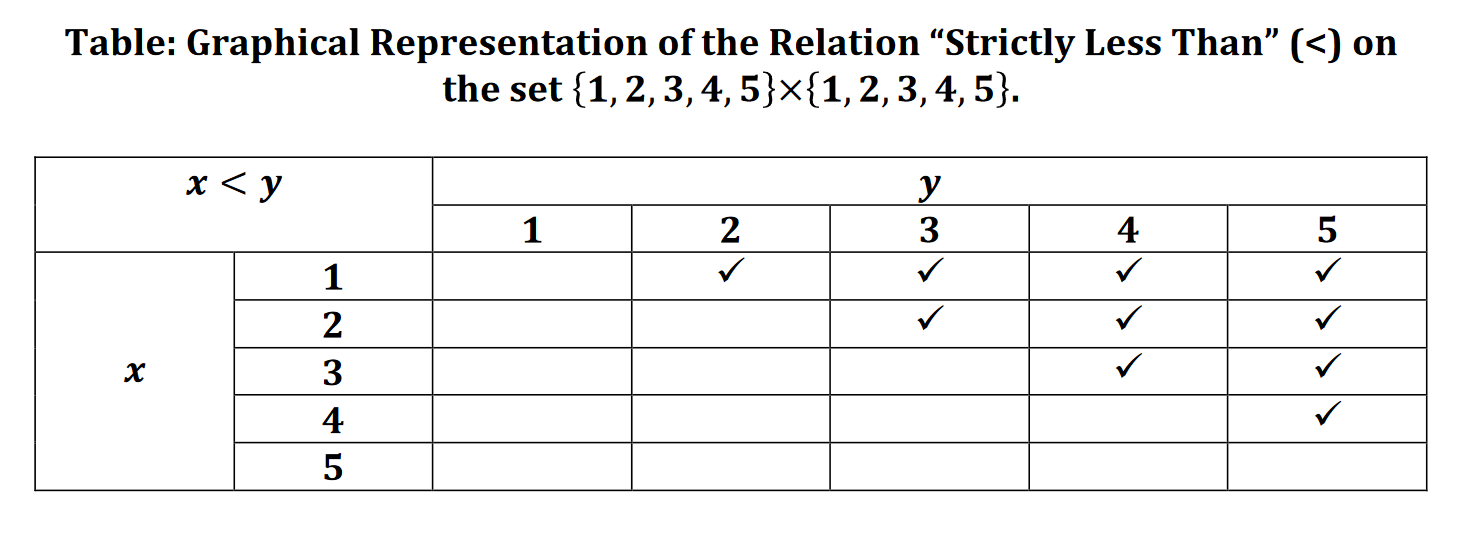 Table: Graphical Representation of the Relation “Strictly Less Than” (<) on
the set {1, 2, 3, 4, 5}×{1, 2, 3, 4, 5}.
x < y y
1 2 3 4 5
1 ✓ ✓ ✓ ✓
2 ✓ ✓ ✓
x 3 ✓ ✓
4 ✓
5